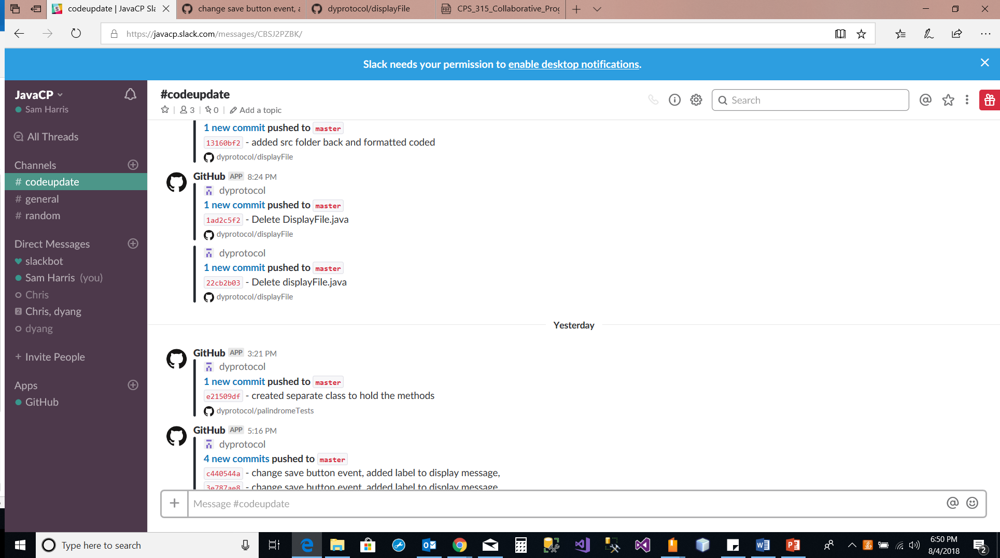 codeupdate | JavaCP Sla
change save button event, a
dyprotocol/displayFile
CPS_315_Collaborative_Prog
https://javacp.slack.com/messages/CBSJ2PZBK/
Slack needs your permission to enable desktop notifications.
JavaCP
Sam Harris
All Threads
Channels
# codeupdate
# general
# random
Direct Messages
slackbot
Sam Harris (you)
Chris
2 Chris, dyang
dyang
+ Invite People
Apps
GitHub
#codeupdate
3 | 0 | Add a topic
Search
1 new commit pushed to master
13160bf2 - added src folder back and formatted coded
dyprotocol/displayFile
GitHub APP 8:24 PM
dyprotocol
1 new commit pushed to master
1ad2c5f2 - Delete DisplayFile.java
dyprotocol/displayFile
dyprotocol
1 new commit pushed to master
22cb2b03 - Delete displayFile.java
dyprotocol/displayFile
Yesterday
GitHub APP 3:21 PM
dyprotocol
1 new commit pushed to master
e21509df - created separate class to hold the methods
dyprotocol/palindromeTests
GitHub APP 5:16 PM
dyprotocol
4 new commits pushed to master
c440544a - change save button event, added label to display message,
3e787ae8 - change save button event, added label to display message
Message #codeupdate
Type here to search
6:50 PM
8/4/2018
2